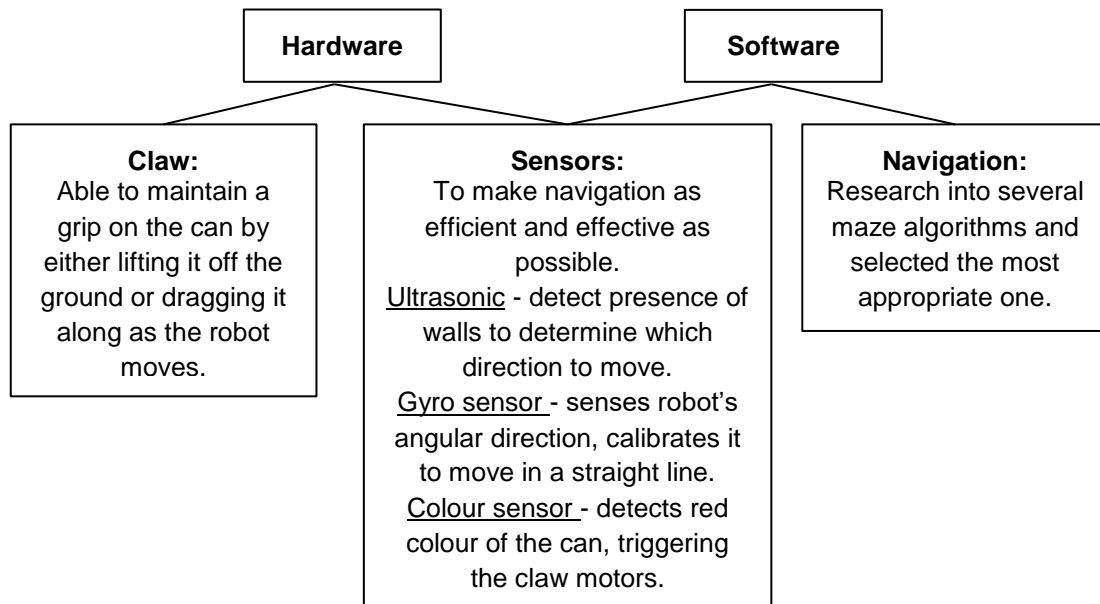 Hardware
Software
Claw:
Able to maintain a
grip on the can by
either lifting it off the
ground or dragging it
along as the robot
moves.
Sensors:
To make navigation as
efficient and effective as
possible.
Ultrasonic - detect presence of
walls to determine which
direction to move.
Gyro sensor - senses robot’s
angular direction, calibrates it
to move in a straight line.
Colour sensor - detects red
colour of the can, triggering
the claw motors.
Navigation:
Research into several
maze algorithms and
selected the most
appropriate one.